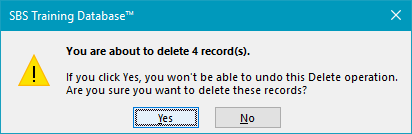 SBS Training Database™
You are about to delete 4 record(s).
If you click Yes, you won't be able to undo this Delete operation.
Are you sure you want to delete these records?
Yes No